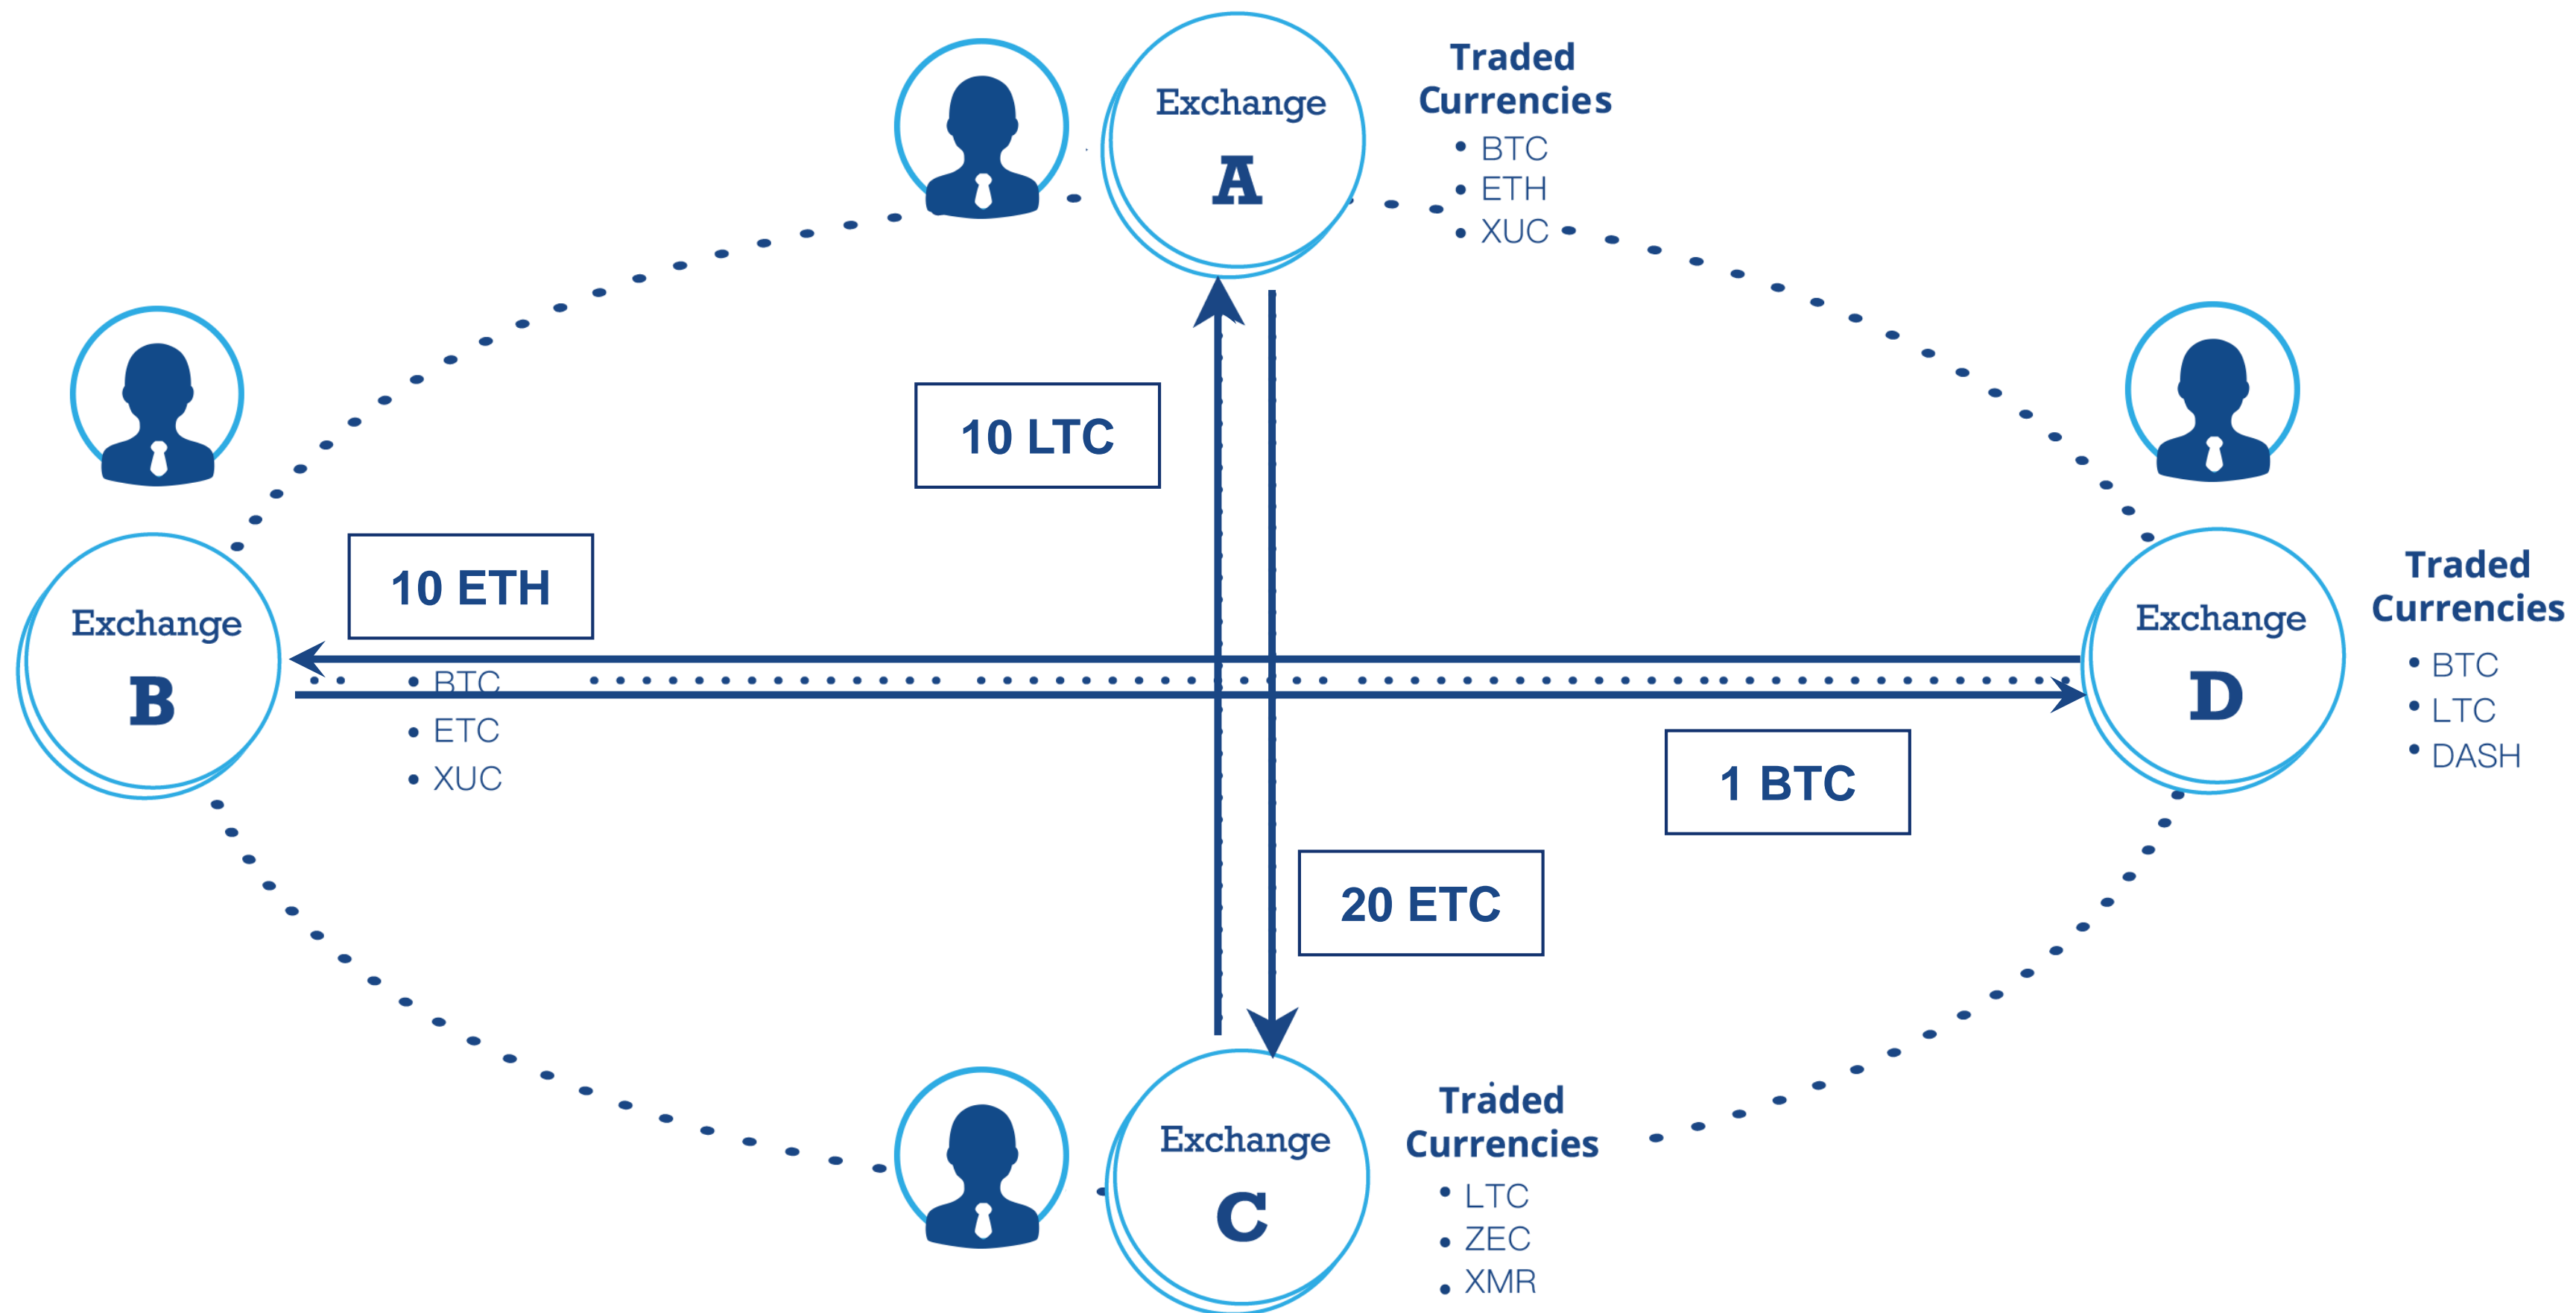 Exchange
A
Traded
Currencies
• BTC
• ETH
• XUC
10 LTC
10 ETH
Exchange
B
• BTC
• ETC
• XUC
Exchange
D
Traded
Currencies
• BTC
• LTC
• DASH
1 BTC
20 ETC
Exchange
C
Traded
Currencies
• LTC
• ZEC
• XMR